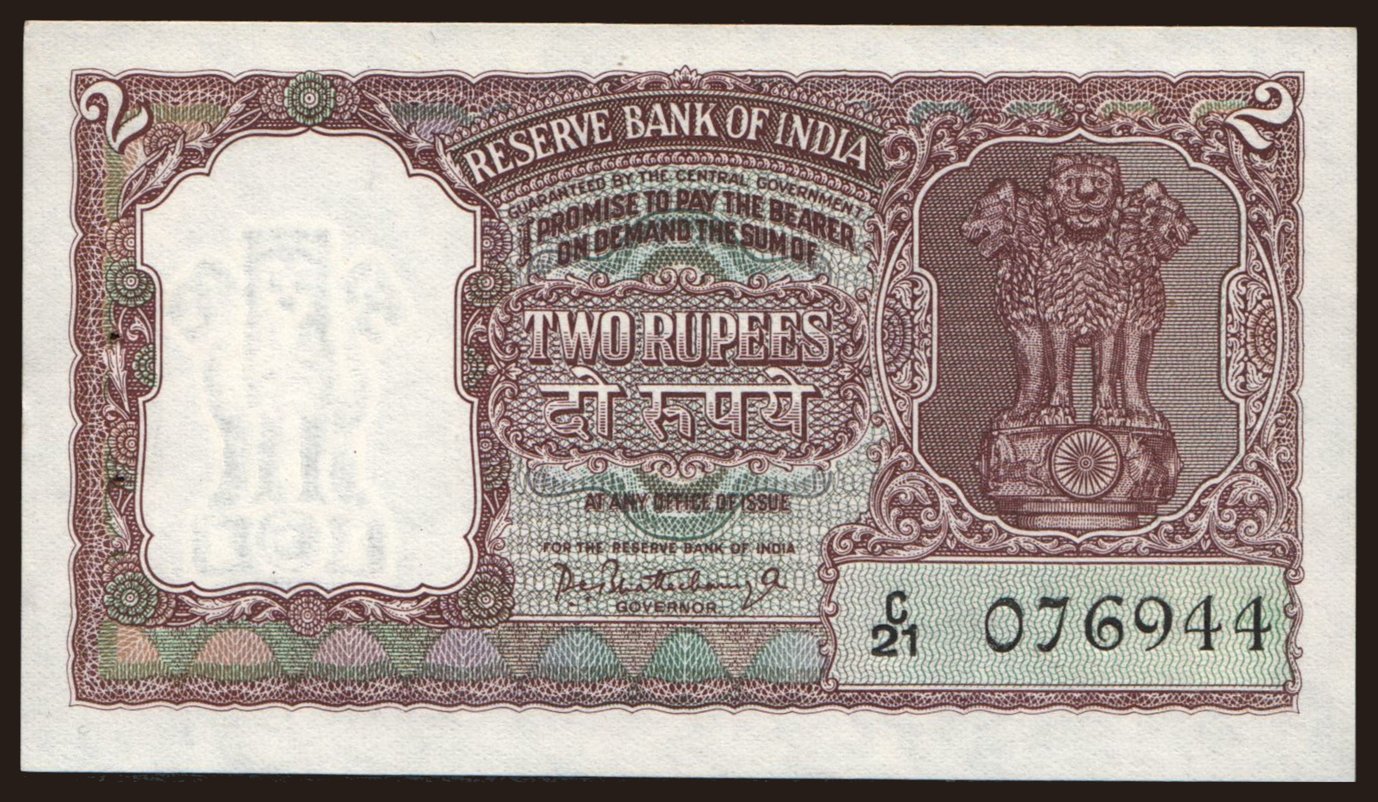 २ 2
RESERVE BANK OF INDIA
GUARANTEED BY THE CENTRAL GOVERNMENT
I PROMISE TO PAY THE BEARER
ON DEMAND THE SUM OF
TWO RUPEES
दो रूपये
AT ANY OFFICE OF ISSUE
FOR THE RESERVE BANK OF INDIA
GOVERNOR
C/21 076944